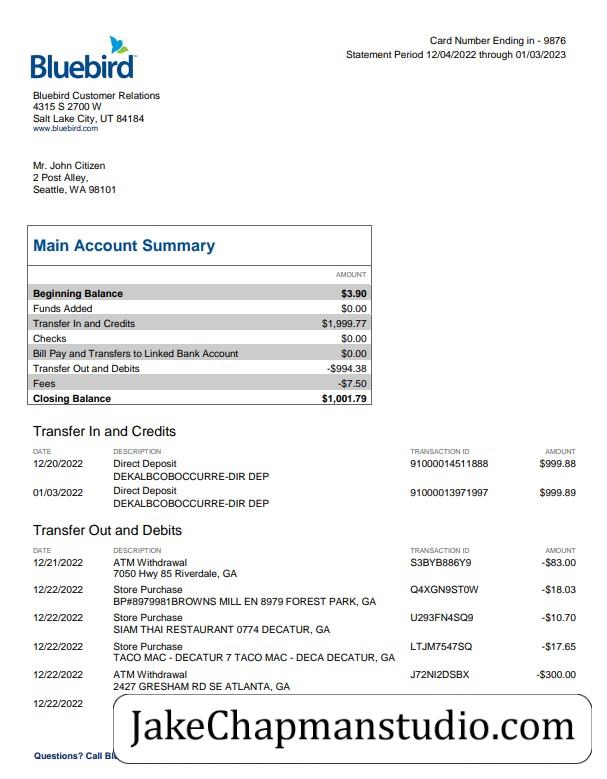 Card Number Ending in - 9876
Statement Period 12/04/2022 through 01/03/2023
Bluebird
Bluebird Customer Relations
4315 S 2700 W
Salt Lake City, UT 84184
www.bluebird.com
Mr. John Citizen
2 Post Alley,
Seattle, WA 98101
Main Account Summary
AMOUNT
Beginning Balance $3.90
Funds Added $0.00
Transfer In and Credits $1,999.77
Checks $0.00
Bill Pay and Transfers to Linked Bank Account $0.00
Transfer Out and Debits -$994.38
Fees -$7.50
Closing Balance $1,001.79
Transfer In and Credits
DATE DESCRIPTION TRANSACTION ID AMOUNT
12/20/2022 Direct Deposit 91000014511888 $999.88
DEKALBCOBOCCURRE-DIR DEP
01/03/2022 Direct Deposit 91000013971997 $999.89
DEKALBCOBOCCURRE-DIR DEP
Transfer Out and Debits
DATE DESCRIPTION TRANSACTION ID AMOUNT
12/21/2022 ATM Withdrawal S3BYB886Y9 -$83.00
7050 Hwy 85 Riverdale, GA
12/22/2022 Store Purchase Q4XGN9ST0W -$18.03
BP#8979981BROWNS MILL EN 8979 FOREST PARK, GA
12/22/2022 Store Purchase U293FN4SQ9 -$10.70
SIAM THAI RESTAURANT 0774 DECATUR, GA
12/22/2022 Store Purchase LTJM7547SQ -$17.65
TACO MAC - DECATUR 7 TACO MAC - DECA DECATUR, GA
12/22/2022 ATM Withdrawal J72NI2DSBX -$300.00
2427 GRESHAM RD SE ATLANTA, GA
12/22/2022
JakeChapmanstudio.com
Questions? Call